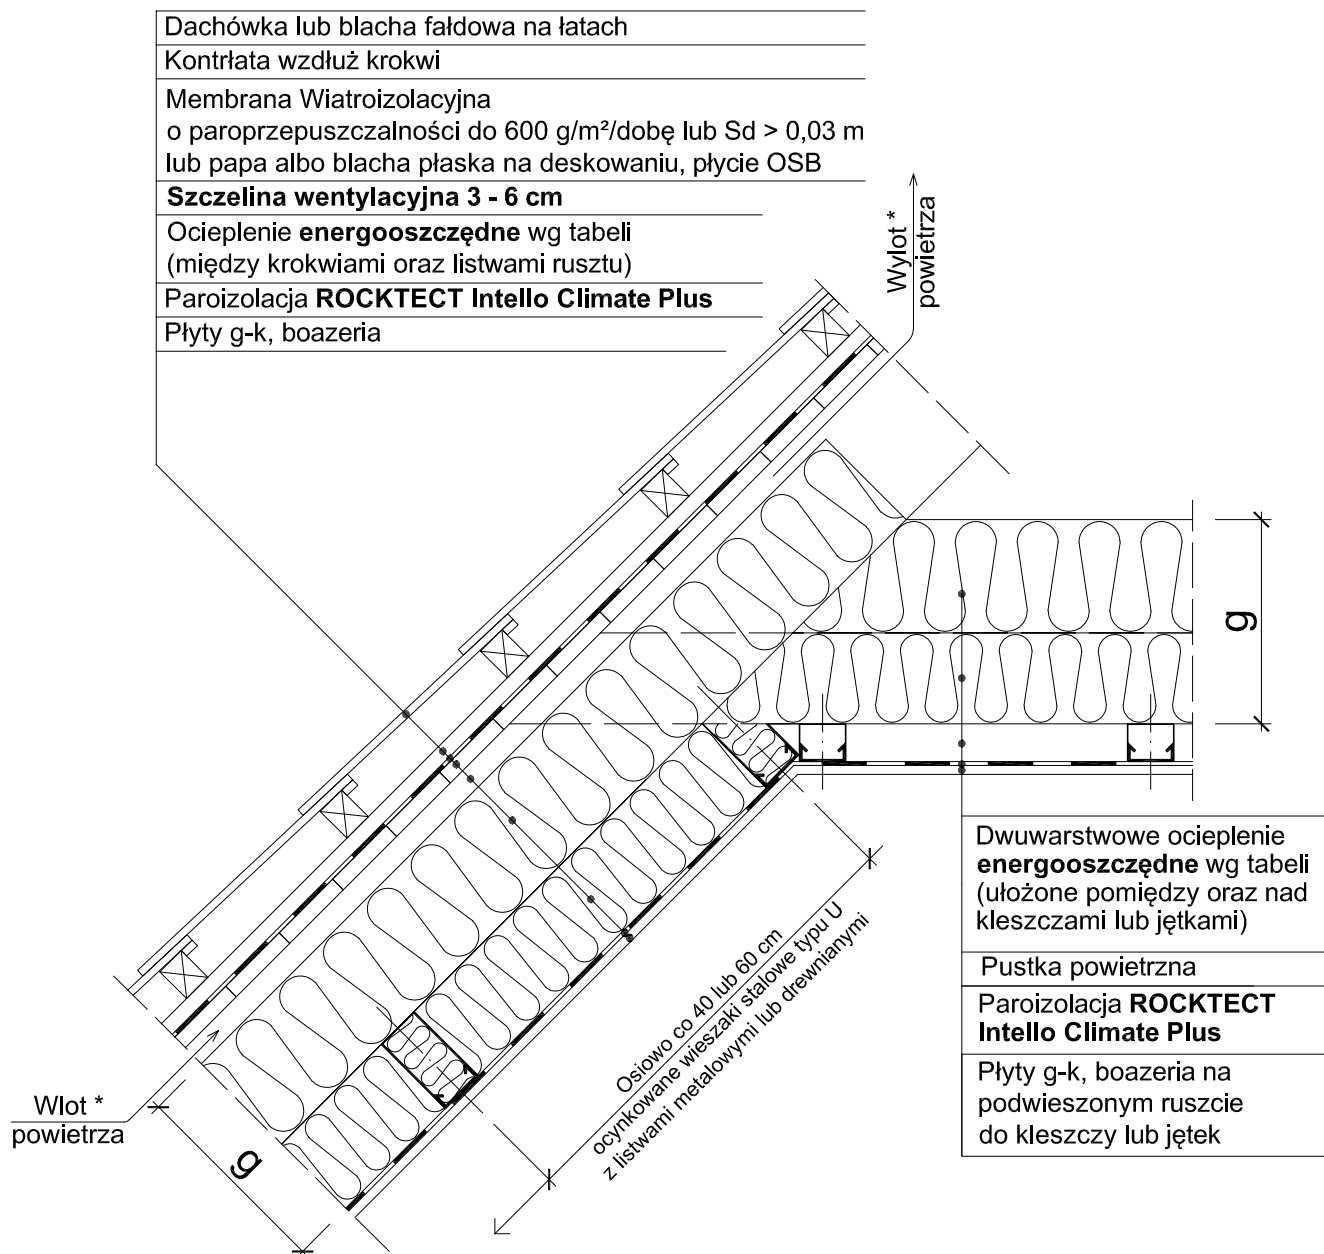 Dachówka lub blacha fałdowa na łatach
Kontrłata wzdłuż krokwi
Membrana Wiatroizolacyjna
o paroprzepuszczalności do 600 g/m²/dobę lub Sd > 0,03 m
lub papa albo blacha płaska na deskowaniu, płycie OSB
Szczelina wentylacyjna 3 - 6 cm
Ocieplenie energooszczędne wg tabeli
(między krokwiami oraz listwami rusztu)
Paroizolacja ROCKTECT Intello Climate Plus
Płyty g-k, boazeria
Wylot *
powietrza
g
Dwuwarstwowe ocieplenie
energooszczędne wg tabeli
(ułożone pomiędzy oraz nad
kleszczami lub jętkami)
Pustka powietrzna
Paroizolacja ROCKTECT
Intello Climate Plus
Płyty g-k, boazeria na
podwieszonym ruszcie
do kleszczy lub jętek
Osiowo co 40 lub 60 cm
ocynkowane wieszaki stalowe typu U
z listwami metalowymi lub drewnianymi
Wlot *
powietrza
g